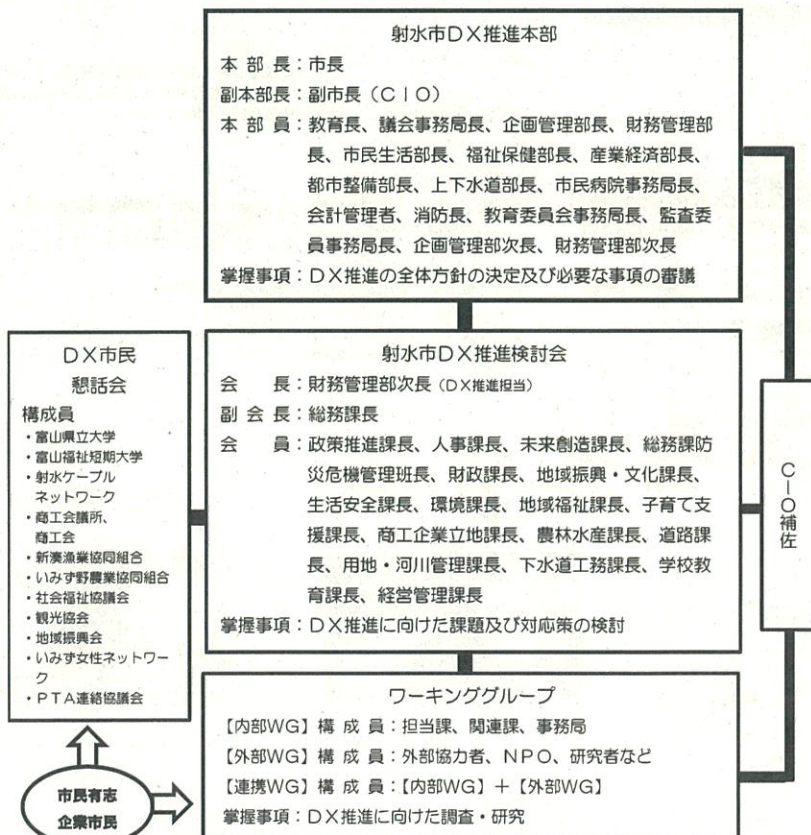 射水市DX推進本部
本部長:市長
副本部長:副市長(CIO)
本部員:教育長、議会事務局長、企画管理部長、財務管理部
長、市民生活部長、福祉保健部長、産業経済部長、
都市整備部長、上下水道部長、市民病院事務局長、
会計管理者、消防長、教育委員会事務局長、監査委
員事務局長、企画管理部次長、財務管理部次長
掌握事項:DX推進の全体方針の決定及び必要な事項の審議
DX市民
懇話会
構成員
・富山県立大学
・富山福祉短期大学
・射水ケーブル
ネットワーク
・商工会議所、
商工会
・新湊漁業協同組合
・いみず野農業協同組合
・社会福祉協議会
・観光協会
・地域振興会
・いみず女性ネットワー
ク
・PTA連絡協議会
射水市DX推進検討会
会長:財務管理部次長(DX推進担当)
副会長:総務課長
会員:政策推進課長、人事課長、未来創造課長、総務課防
災危機管理班長、財政課長、地域振興・文化課長、
生活安全課長、環境課長、地域福祉課長、子育て支
援課長、商工企業立地課長、農林水産課長、道路課
長、用地・河川管理課長、下水道工務課長、学校教
育課長、経営管理課長
掌握事項:DX推進に向けた課題及び対応策の検討
CIO補佐
ワーキンググループ
【内部WG】構成員:担当課、関連課、事務局
【外部WG】構成員:外部協力者、NPO、研究者など
【連携WG】構成員:【内部WG】+【外部WG】
掌握事項:DX推進に向けた調査・研究
市民有志
企業市民